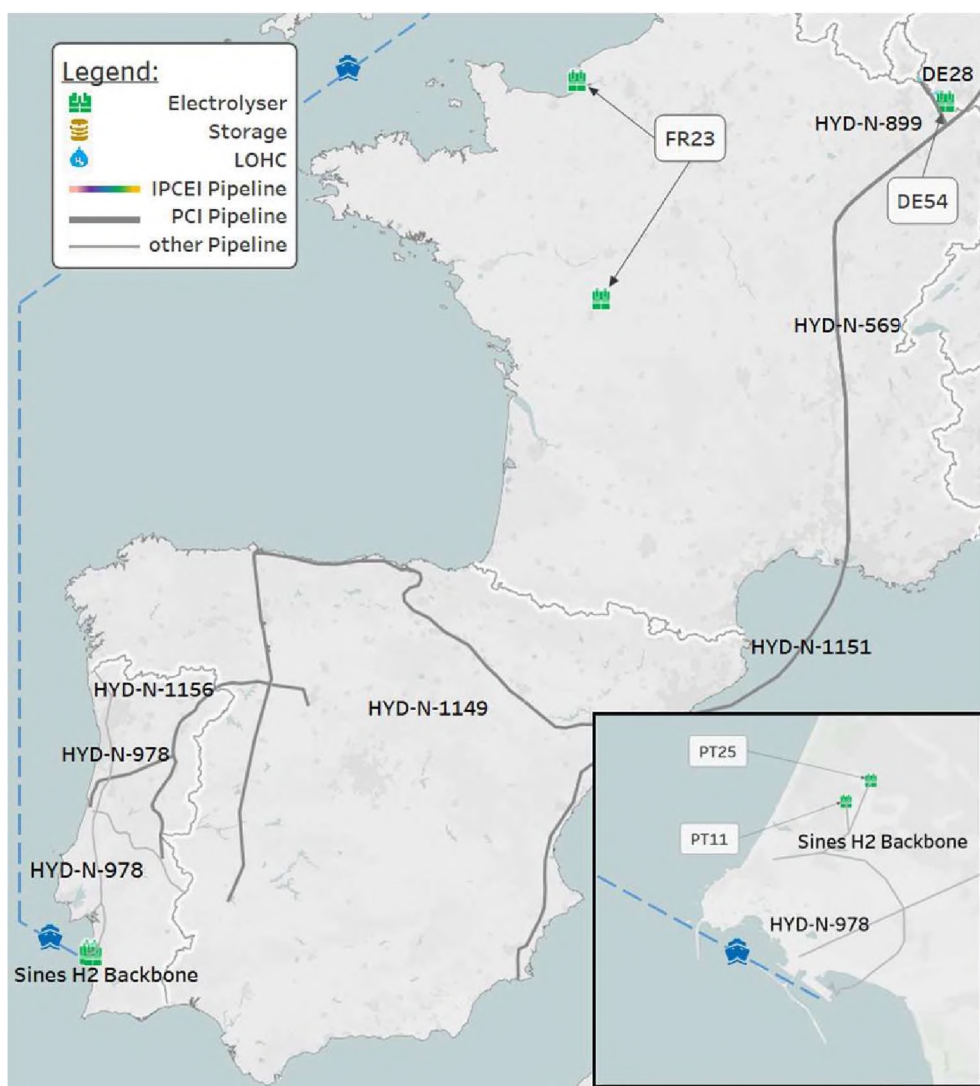 Legend:
Electrolyser
Storage
LOHC
IPCEI Pipeline
PCI Pipeline
other Pipeline
DE28
HYD-N-899
FR23
DE54
HYD-N-569
HYD-N-1151
HYD-N-1156
HYD-N-1149
HYD-N-978
HYD-N-978
Sines H2 Backbone
PT25
PT11
Sines H2 Backbone
HYD-N-978